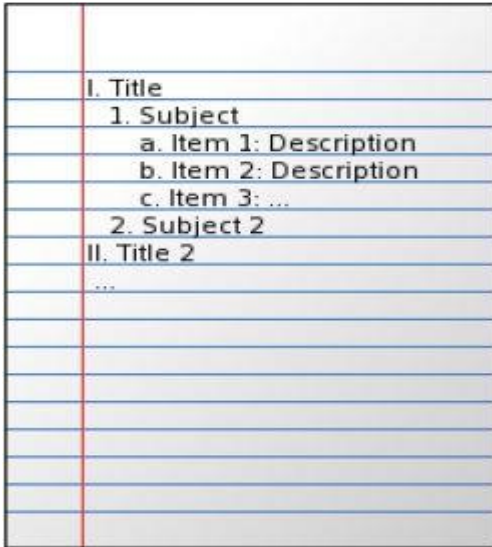 I. Title
1. Subject
a. Item 1: Description
b. Item 2: Description
c. Item 3: ...
2. Subject 2
II. Title 2
...